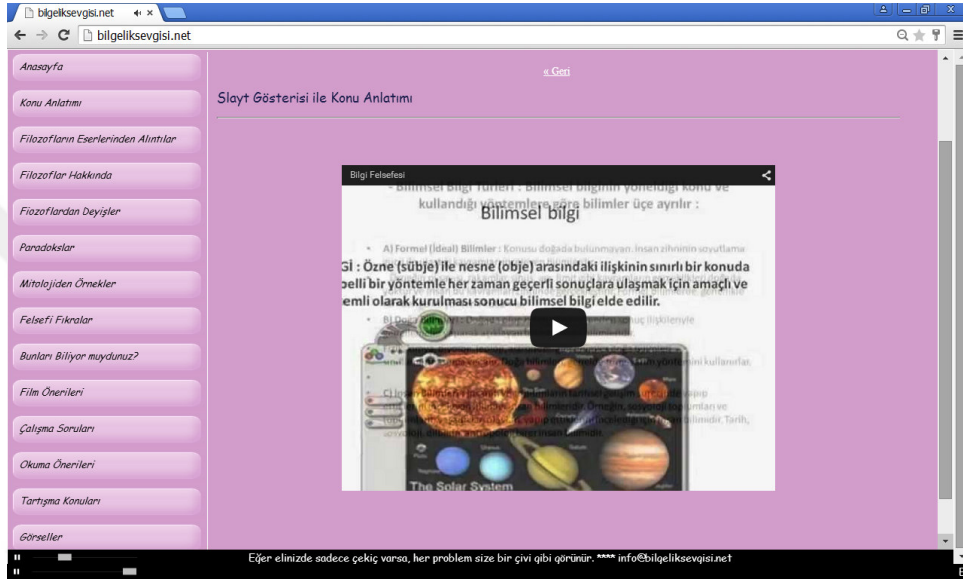 bilgeliksevgisi.net
bilgeliksevgisi.net
« Geri
Slayt Gösterisi ile Konu Anlatımı
Anasayfa
Konu Anlatımı
Filozofların Eserlerinden Alıntılar
Filozoflar Hakkında
Fiozoflardan Deyişler
Paradokslar
Mitolojiden Örnekler
Felsefi Fıkralar
Bunları Biliyor muydunuz?
Film Önerileri
Çalışma Soruları
Okuma Önerileri
Tartışma Konuları
Görseller
Bilgi Felsefesi
- Bilimsel Bilgi Türleri : Bilimsel bilginin yöneldiği konu ve
kullandığı yöntemlere göre bilimler üçe ayrılır :
Bilimsel bilgi
A) Formel (İdeal) Bilimler : Konusu doğada bulunmayan, insan zihninin soyutlama
Gİ : Özne (sübje) ile nesne (obje) arasındaki ilişkinin sınırlı bir konuda
belli bir yöntemle her zaman geçerli sonuçlara ulaşmak için amaçlı ve
emli olarak kurulması sonucu bilimsel bilgi elde edilir.
The Solar System
Eğer elinizde sadece çekiç varsa, her problem size bir çivi gibi görünür. **** info@bilgeliksevgisi.net